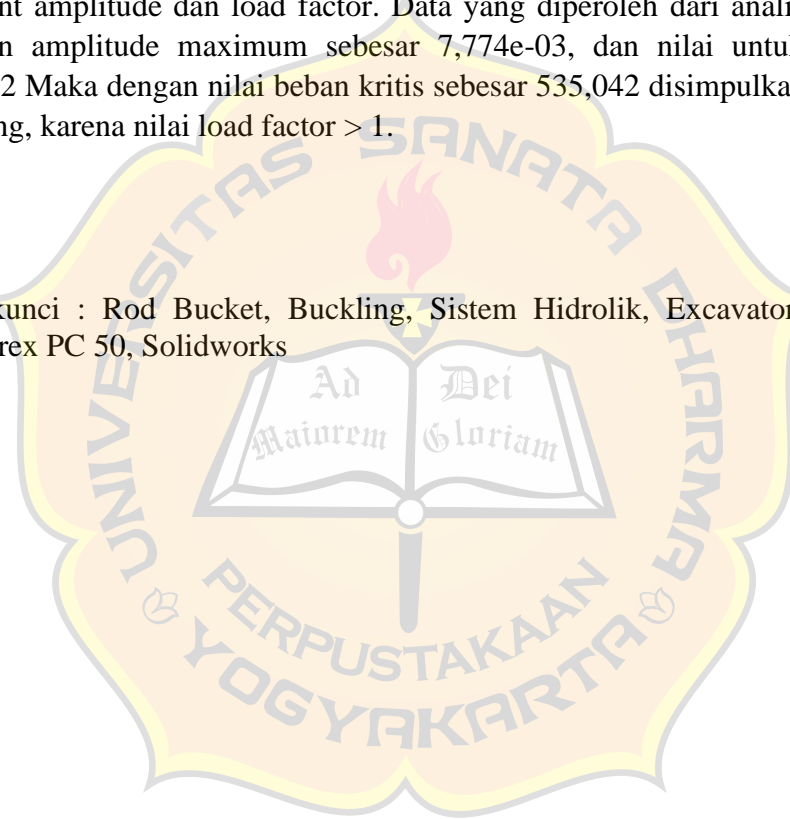 nt amplitude dan load factor. Data yang diperoleh dari anali
n amplitude maximum sebesar 7,774e-03, dan nilai untuk
2 Maka dengan nilai beban kritis sebesar 535,042 disimpulka
ng, karena nilai load factor > 1.
kunci : Rod Bucket, Buckling, Sistem Hidrolik, Excavator
rex PC 50, Solidworks
UNIVERSITAS SANATA DHARMA
Ad Dei
Maiorem Gloriam
PERPUSTAKAAN
YOGYAKARTA